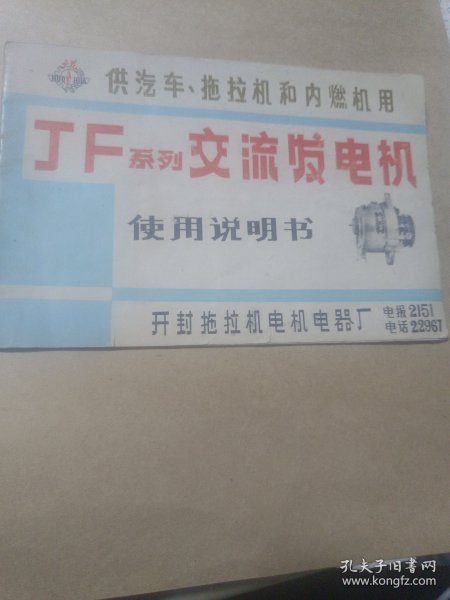 供汽车、拖拉机和内燃机用
JF系列交流发电机
使用说明书
开封拖拉机电机电器厂
电报2151
电话22967
孔夫子旧书网
www.kongfz.com